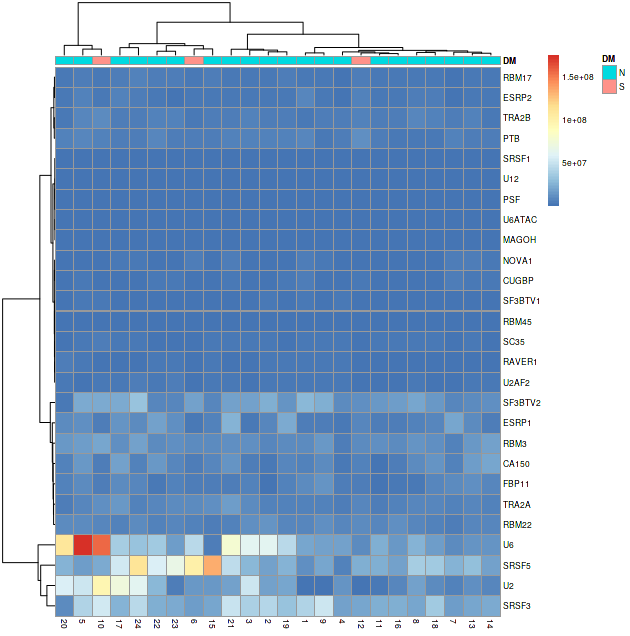 DM
DM
N
S
1.5e+08
1e+08
5e+07
RBM17
ESRP2
TRA2B
PTB
SRSF1
U12
PSF
U6ATAC
MAGOH
NOVA1
CUGBP
SF3BTV1
RBM45
SC35
RAVER1
U2AF2
SF3BTV2
ESRP1
RBM3
CA150
FBP11
TRA2A
RBM22
U6
SRSF5
U2
SRSF3
20 5 10 17 24 22 23 6 15 21 3 2 19 1 9 4 12 11 16 8 18 7 13 14